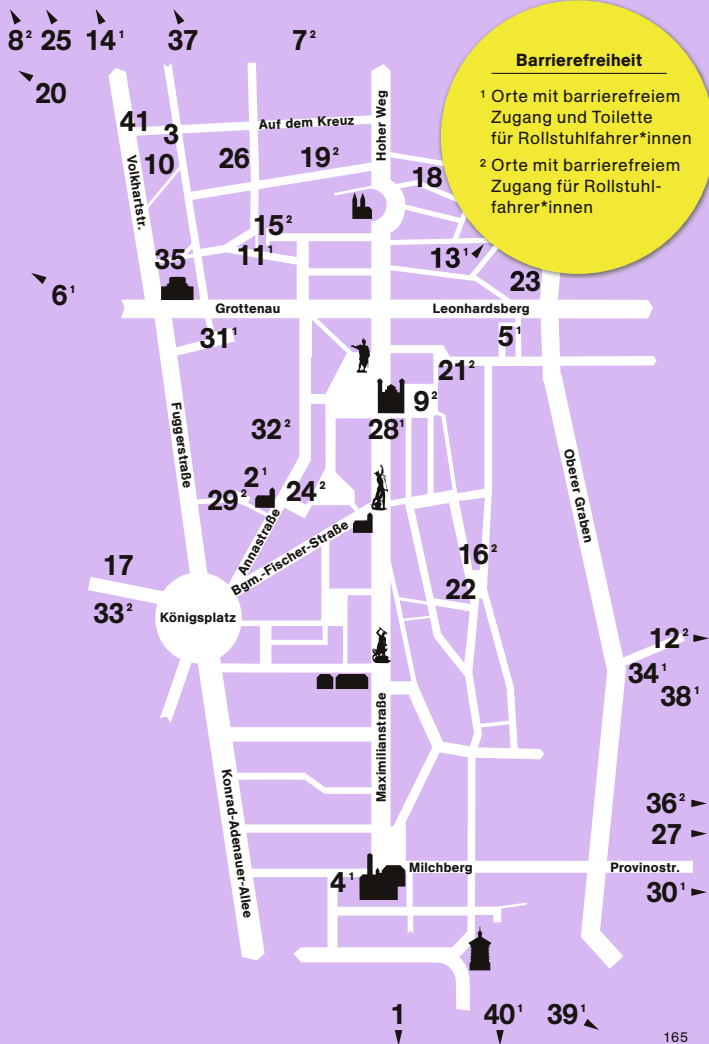 8² 25 14¹ 37 7²
20
Barrierefreiheit
¹ Orte mit barrierefreiem
Zugang und Toilette
für Rollstuhlfahrer*innen
² Orte mit barrierefreiem
Zugang für Rollstuhl-
fahrer*innen
41 3 Auf dem Kreuz
Hoher Weg
Volkhartstr.
10 26 19² 18
15²
11¹ 13¹
35 23
6¹
Grottenau Leonhardsberg
31¹ 5¹
21²
9²
Fuggerstraße
32² 28¹
Oberer Graben
2¹
29² 24²
Annastraße
Bgm.-Fischer-Straße
17 16²
22
33² Königsplatz
12²
34¹
38¹
Maximilianstraße
Konrad-Adenauer-Allee
36²
27
4¹ Milchberg Provinostr.
30¹
1 40¹ 39¹
165